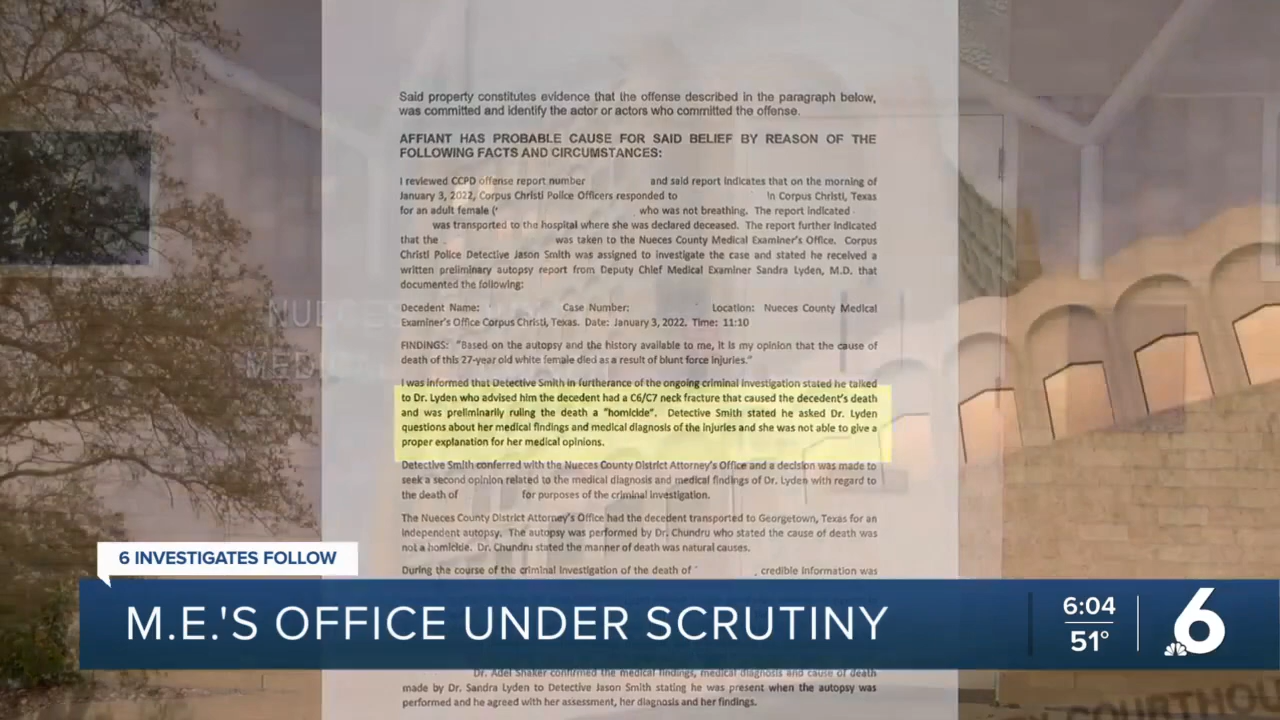 Said property constitutes evidence that the offense described in the paragraph below,
was committed and identify the actor or actors who committed the offense.
AFFIANT HAS PROBABLE CAUSE FOR SAID BELIEF BY REASON OF THE
FOLLOWING FACTS AND CIRCUMSTANCES:
I reviewed CCPD offense report number and said report indicates that on the morning of
January 3, 2022, Corpus Christi Police Officers responded to in Corpus Christi, Texas
for an adult female (' , who was not breathing. The report indicated
was transported to the hospital where she was declared deceased. The report further indicated
that the was taken to the Nueces County Medical Examiner's Office. Corpus
Christi Police Detective Jason Smith was assigned to investigate the case and stated he received a
written preliminary autopsy report from Deputy Chief Medical Examiner Sandra Lyden, M.D. that
documented the following:
Decedent Name: Case Number: Location: Nueces County Medical
Examiner's Office Corpus Christi, Texas. Date: January 3, 2022. Time: 11:10
FINDINGS: "Based on the autopsy and the history available to me, it is my opinion that the cause of
death of this 27-year old white female died as a result of blunt force injuries."
I was informed that Detective Smith in furtherance of the ongoing criminal investigation stated he talked
to Dr. Lyden who advised him the decedent had a C6/C7 neck fracture that caused the decedent's death
and was preliminarily ruling the death a "homicide". Detective Smith stated he asked Dr. Lyden
questions about her medical findings and medical diagnosis of the injuries and she was not able to give a
proper explanation for her medical opinions.
Detective Smith conferred with the Nueces County District Attorney's Office and a decision was made to
seek a second opinion related to the medical diagnosis and medical findings of Dr. Lyden with regard to
the death of for purposes of the criminal investigation.
The Nueces County District Attorney's Office had the decedent transported to Georgetown, Texas for an
independent autopsy. The autopsy was performed by Dr. Chundru who stated the cause of death was
not a homicide. Dr. Chundru stated the manner of death was natural causes.
During the course of the criminal investigation of the death of , credible information was
6 INVESTIGATES FOLLOW
M.E.'S OFFICE UNDER SCRUTINY
6:04
51°
6
Dr. Adel Shaker confirmed the medical findings, medical diagnosis and cause of death
made by Dr. Sandra Lyden to Detective Jason Smith stating he was present when the autopsy was
performed and he agreed with her assessment, her diagnosis and her findings.